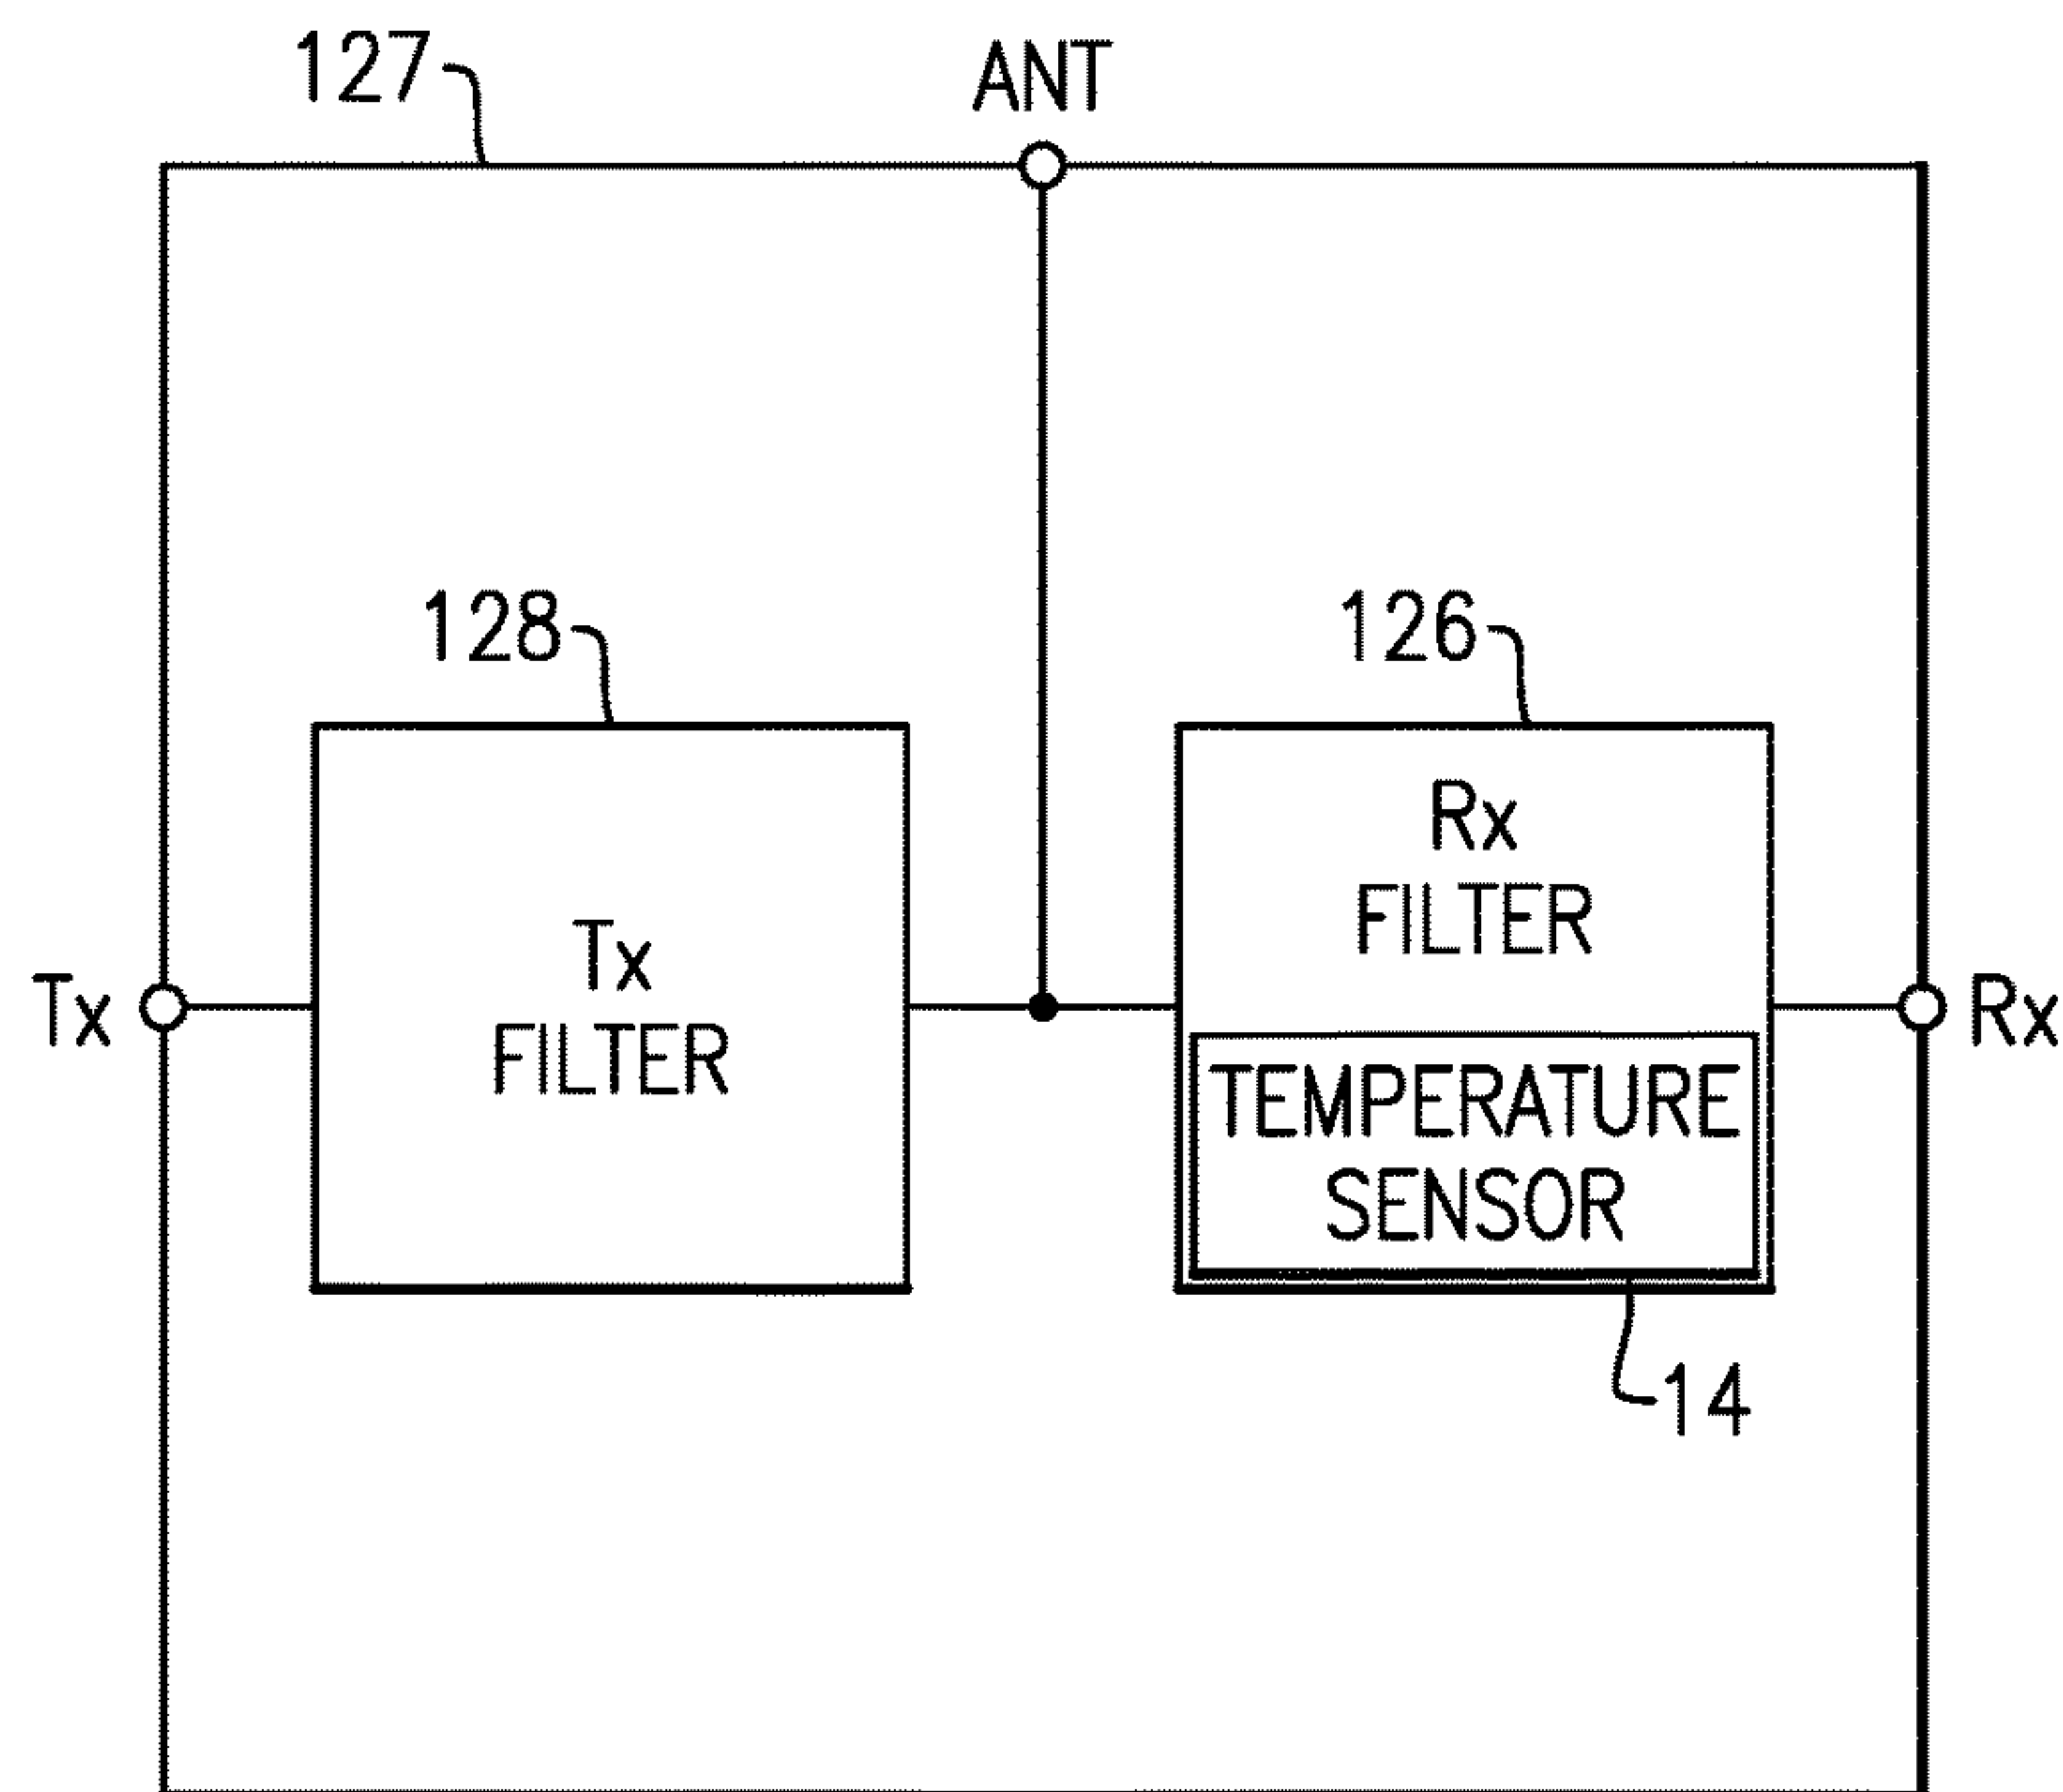 127
ANT
128
126
Tx
Tx
FILTER
Rx
FILTER
TEMPERATURE
SENSOR
Rx
14